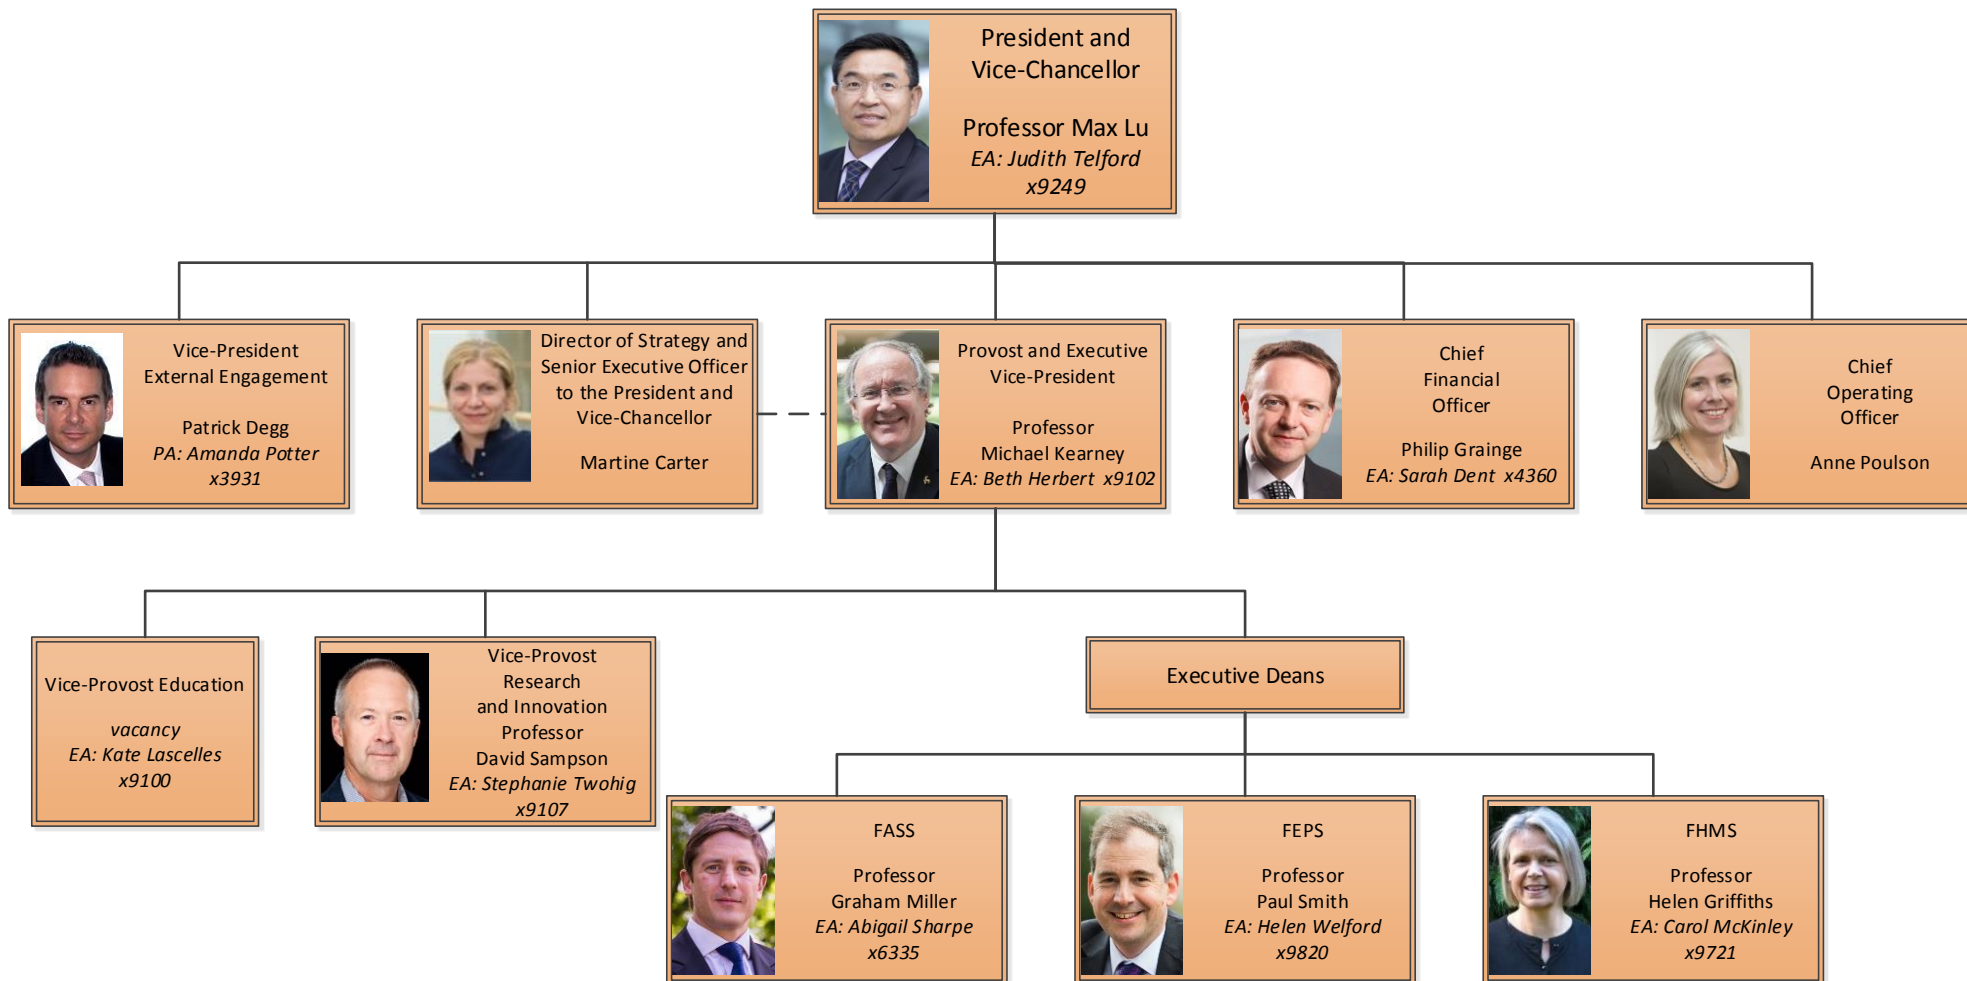 President and
Vice-Chancellor
Professor Max Lu
EA: Judith Telford
x9249
Vice-President
External Engagement
Patrick Degg
PA: Amanda Potter
x3931
Director of Strategy and
Senior Executive Officer
to the President and
Vice-Chancellor
Martine Carter
Provost and Executive
Vice-President
Professor
Michael Kearney
EA: Beth Herbert x9102
Chief
Financial
Officer
Philip Grainge
EA: Sarah Dent x4360
Chief
Operating
Officer
Anne Poulson
Vice-Provost Education
vacancy
EA: Kate Lascelles
x9100
Vice-Provost
Research
and Innovation
Professor
David Sampson
EA: Stephanie Twohig
x9107
Executive Deans
FASS
Professor
Graham Miller
EA: Abigail Sharpe
x6335
FEPS
Professor
Paul Smith
EA: Helen Welford
x9820
FHMS
Professor
Helen Griffiths
EA: Carol McKinley
x9721